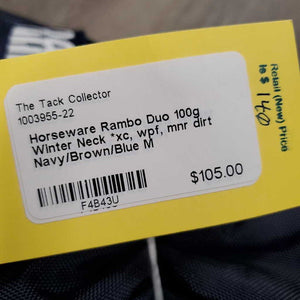 The Tack Collector
1003955-22
Horseware Rambo Duo 100g
Winter Neck *xc, wpf, mnr dirt
Navy/Brown/Blue M
$105.00
F4B43U
Retail (New) Price
is $ 140